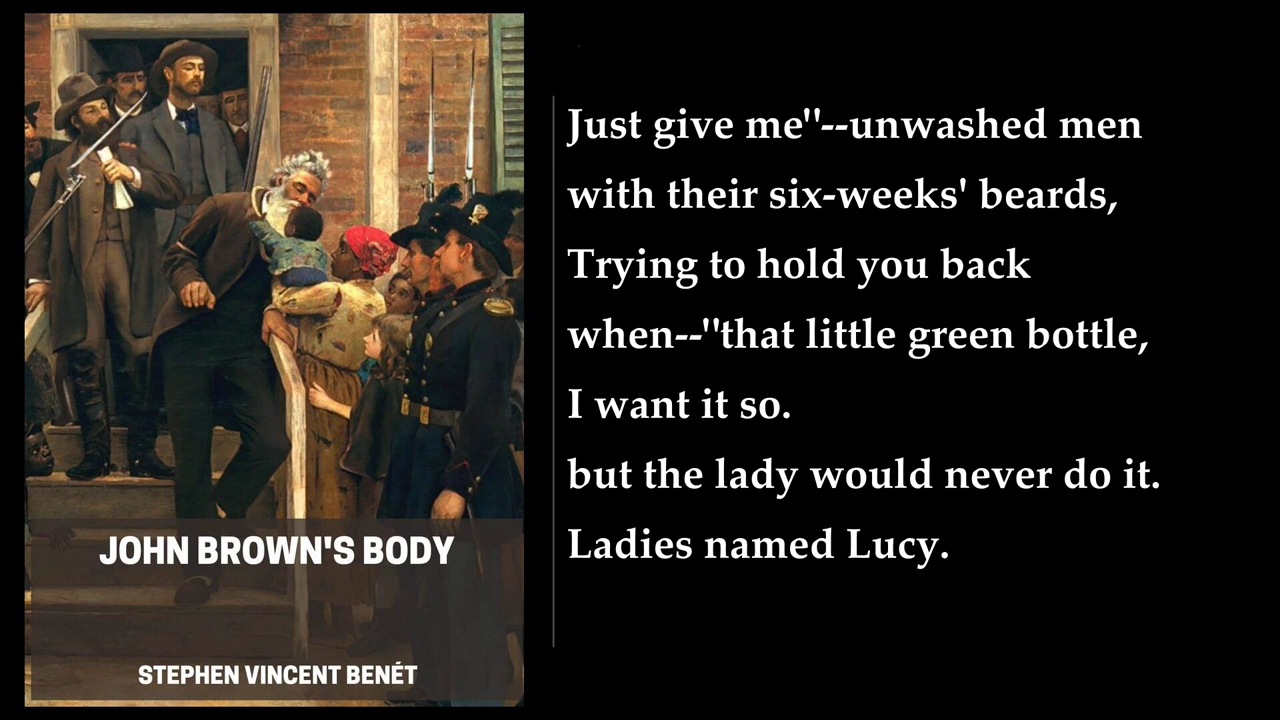 JOHN BROWN'S BODY
STEPHEN VINCENT BENÉT
Just give me"--unwashed men
with their six-weeks' beards,
Trying to hold you back
when--"that little green bottle,
I want it so.
but the lady would never do it.
Ladies named Lucy.